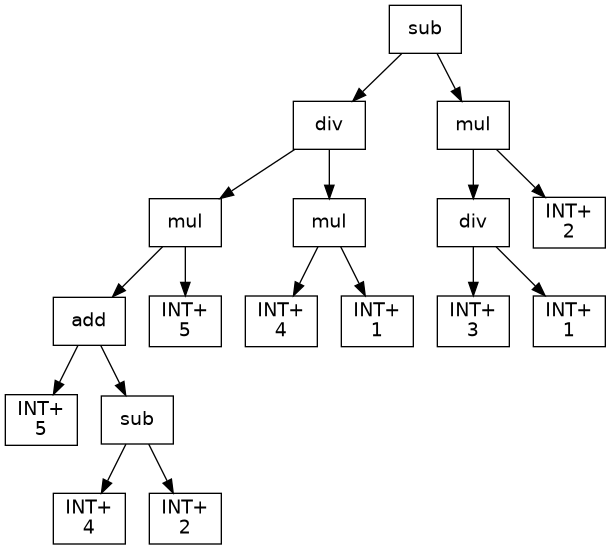 sub
div
mul
mul
mul
div
INT+
2
add
INT+
5
INT+
4
INT+
1
INT+
3
INT+
1
INT+
5
sub
INT+
4
INT+
2